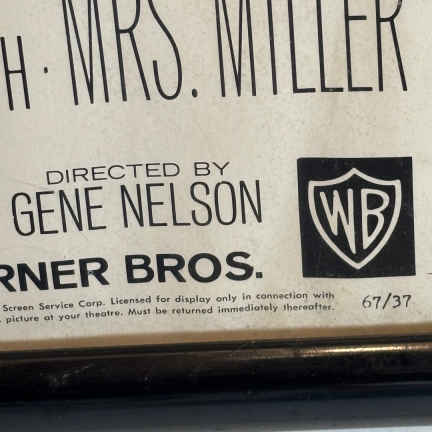 H · MRS. MILLER
DIRECTED BY
GENE NELSON
WB
RNER BROS.
Screen Service Corp. Licensed for display only in connection with
picture at your theatre. Must be returned immediately thereafter.
67/37